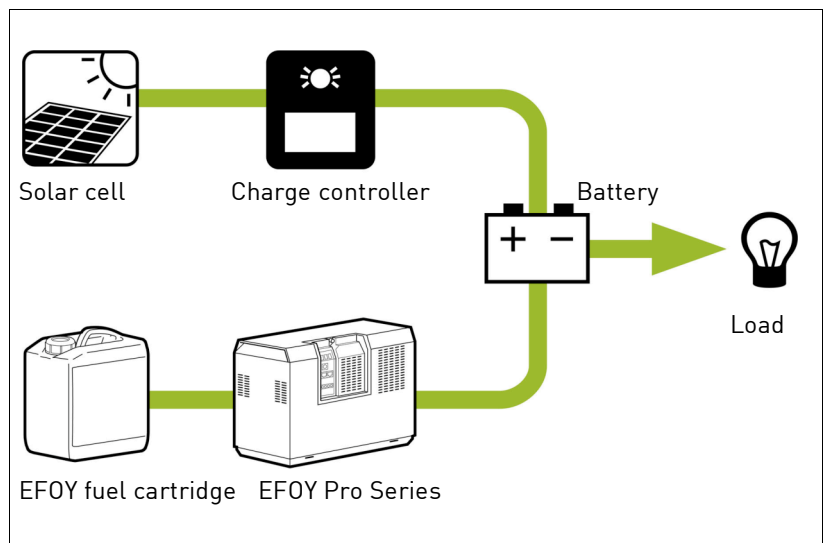 Solar cell
Charge controller
Battery
+ −
Load
EFOY fuel cartridge
EFOY Pro Series